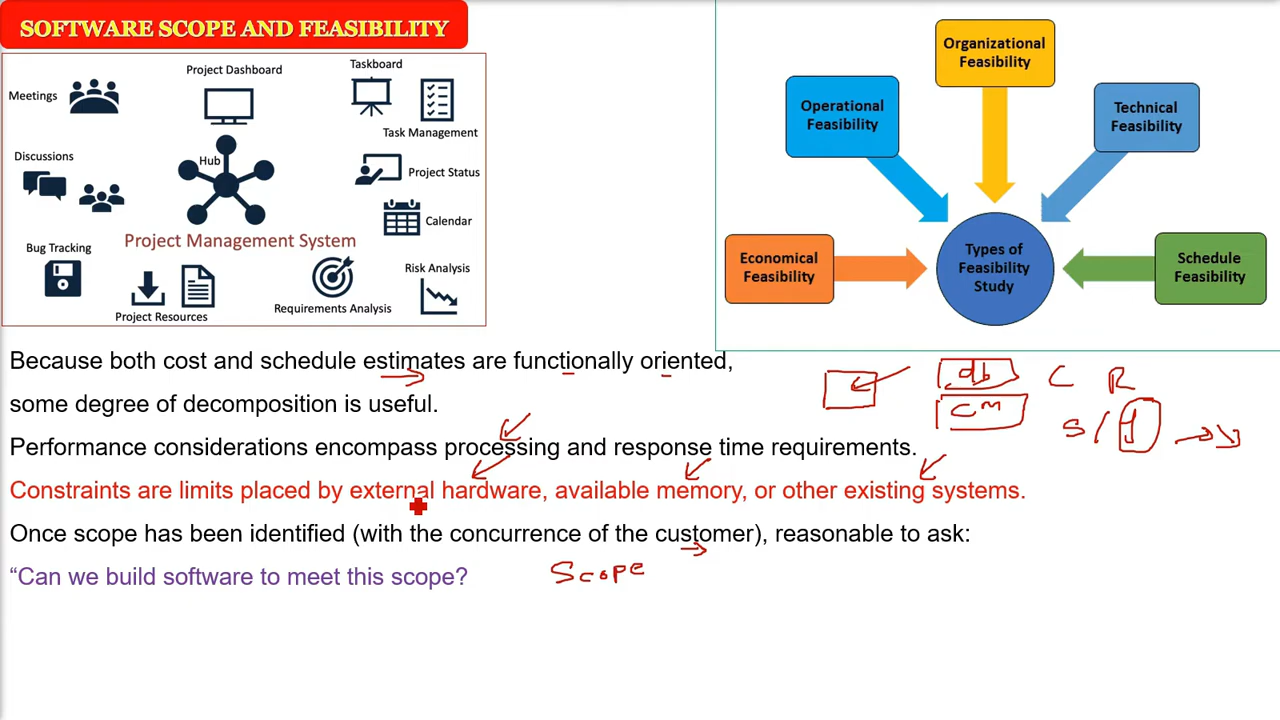 SOFTWARE SCOPE AND FEASIBILITY
Meetings
Project Dashboard
Taskboard
Task Management
Discussions
Hub
Project Status
Calendar
Bug Tracking
Project Management System
Risk Analysis
Project Resources
Requirements Analysis
Organizational
Feasibility
Operational
Feasibility
Technical
Feasibility
Economical
Feasibility
Types of
Feasibility
Study
Schedule
Feasibility
Because both cost and schedule estimates are functionally oriented,
some degree of decomposition is useful.
Performance considerations encompass processing and response time requirements.
Constraints are limits placed by external hardware, available memory, or other existing systems.
Once scope has been identified (with the concurrence of the customer), reasonable to ask:
“Can we build software to meet this scope?
Scope
db C R
CM
S/